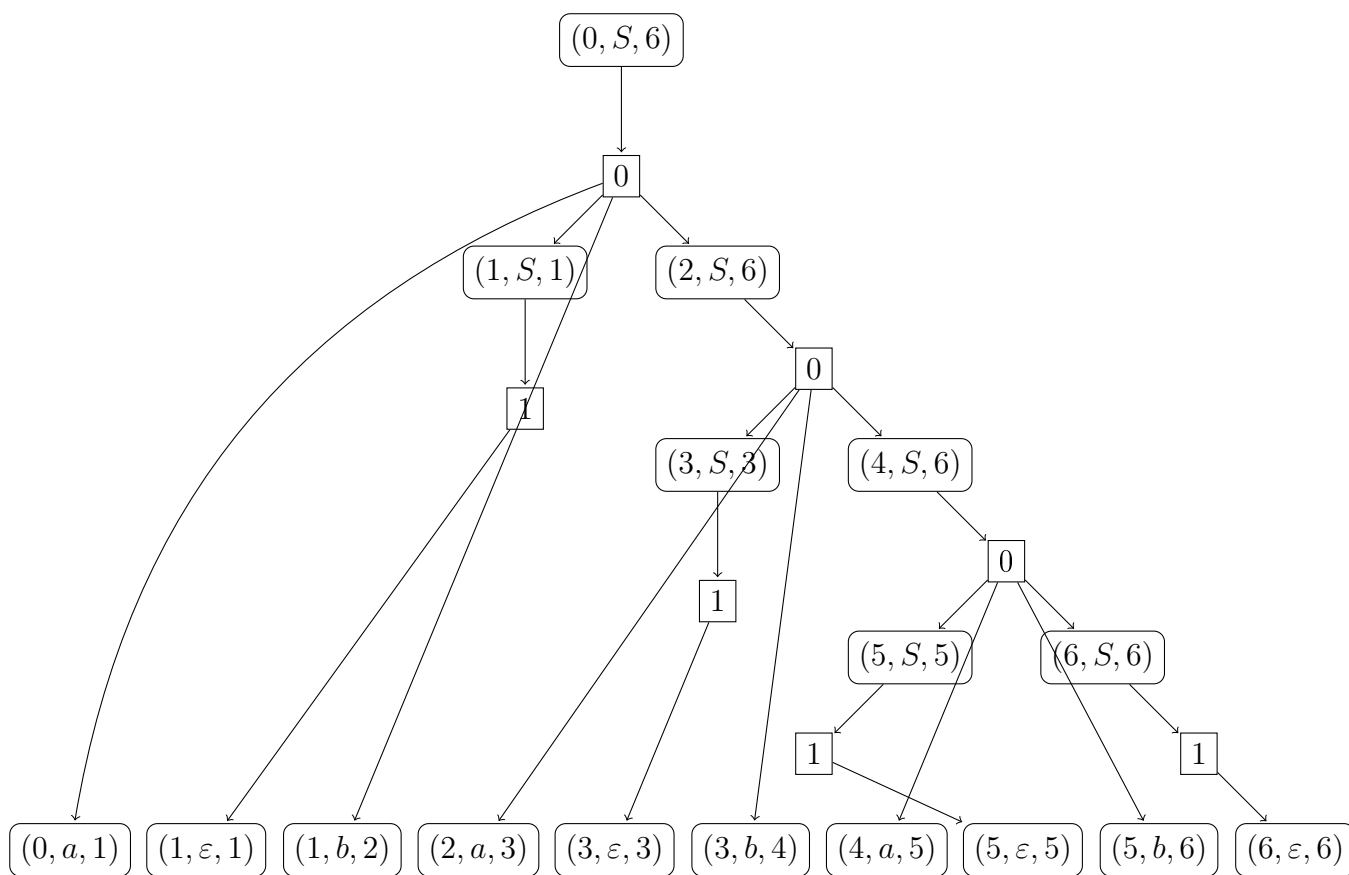 (0, S, 6)
0
(1, S, 1) (2, S, 6)
0
1
(3, S, 3) (4, S, 6)
0
1
(5, S, 5) (6, S, 6)
1 1
(0, a, 1) (1, ε, 1) (1, b, 2) (2, a, 3) (3, ε, 3) (3, b, 4) (4, a, 5) (5, ε, 5) (5, b, 6) (6, ε, 6)